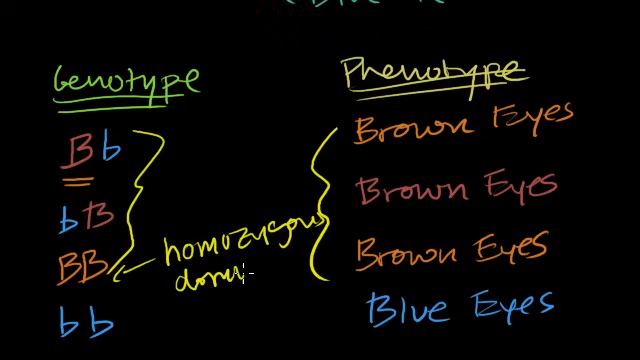 Genotype
Phenotype
Bb
Brown Eyes
bB
Brown Eyes
BB
Brown Eyes
homozygous
bb
Blue Eyes